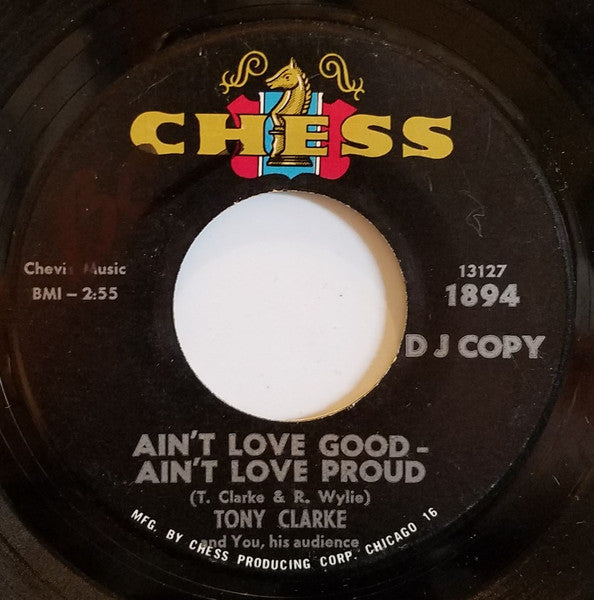 CHESS
Chevis Music
BMI – 2:55
13127
1894
D J COPY
AIN'T LOVE GOOD –
AIN'T LOVE PROUD
(T. Clarke & R. Wylie)
TONY CLARKE
and You, his audience
MFG. BY CHESS PRODUCING CORP. CHICAGO 16